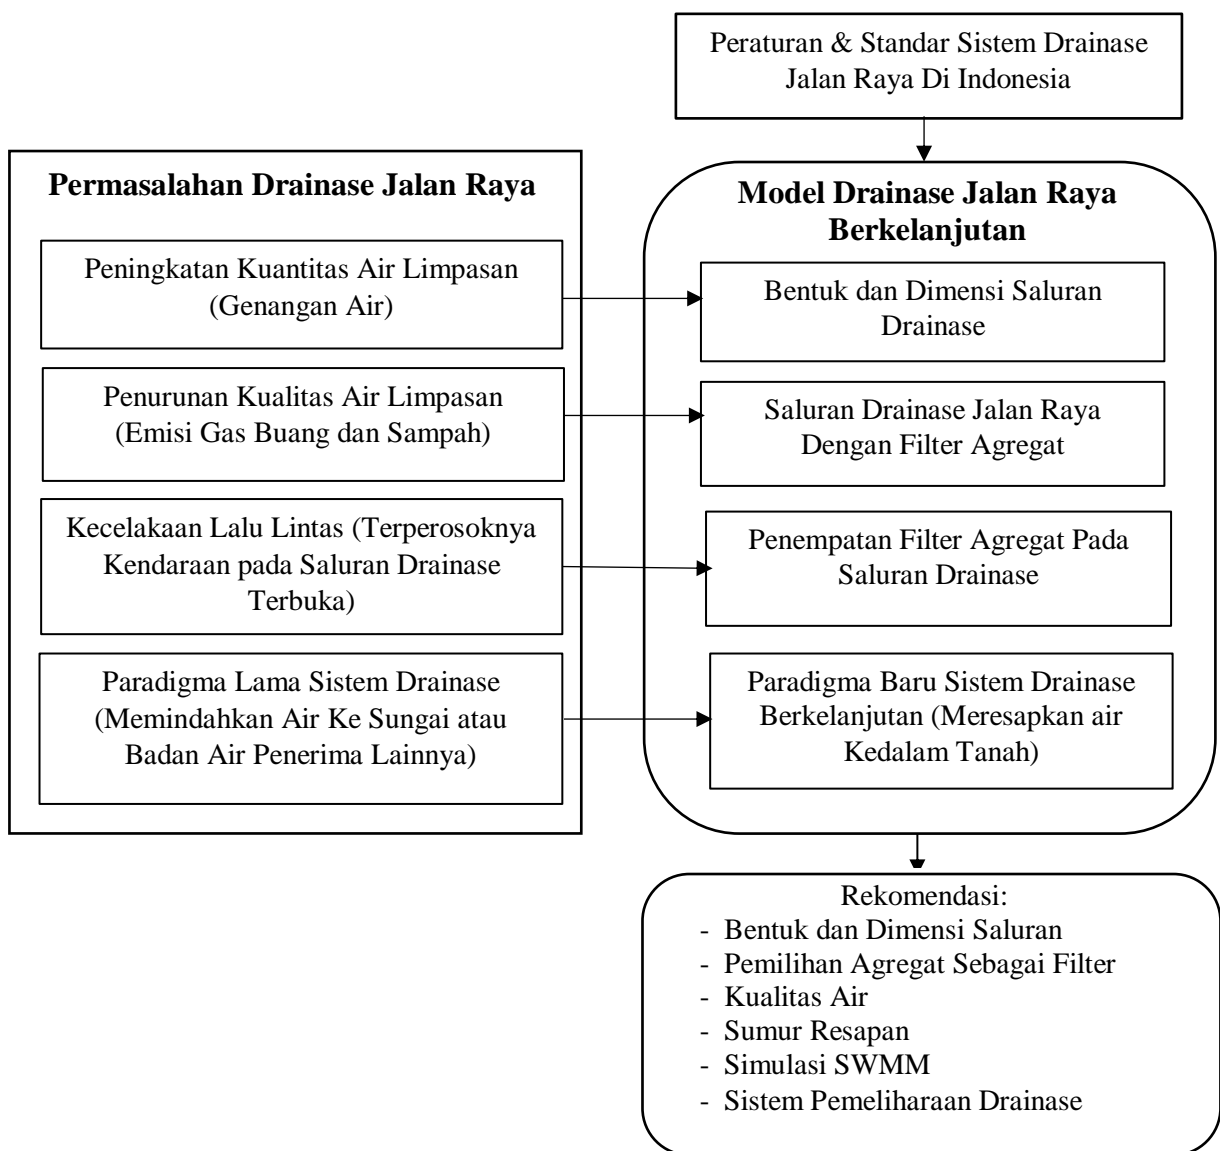 Peraturan & Standar Sistem Drainase
Jalan Raya Di Indonesia
Permasalahan Drainase Jalan Raya
Peningkatan Kuantitas Air Limpasan
(Genangan Air)
Penurunan Kualitas Air Limpasan
(Emisi Gas Buang dan Sampah)
Kecelakaan Lalu Lintas (Terperosoknya
Kendaraan pada Saluran Drainase
Terbuka)
Paradigma Lama Sistem Drainase
(Memindahkan Air Ke Sungai atau
Badan Air Penerima Lainnya)
Model Drainase Jalan Raya
Berkelanjutan
Bentuk dan Dimensi Saluran
Drainase
Saluran Drainase Jalan Raya
Dengan Filter Agregat
Penempatan Filter Agregat Pada
Saluran Drainase
Paradigma Baru Sistem Drainase
Berkelanjutan (Meresapkan air
Kedalam Tanah)
Rekomendasi:
- Bentuk dan Dimensi Saluran
- Pemilihan Agregat Sebagai Filter
- Kualitas Air
- Sumur Resapan
- Simulasi SWMM
- Sistem Pemeliharaan Drainase